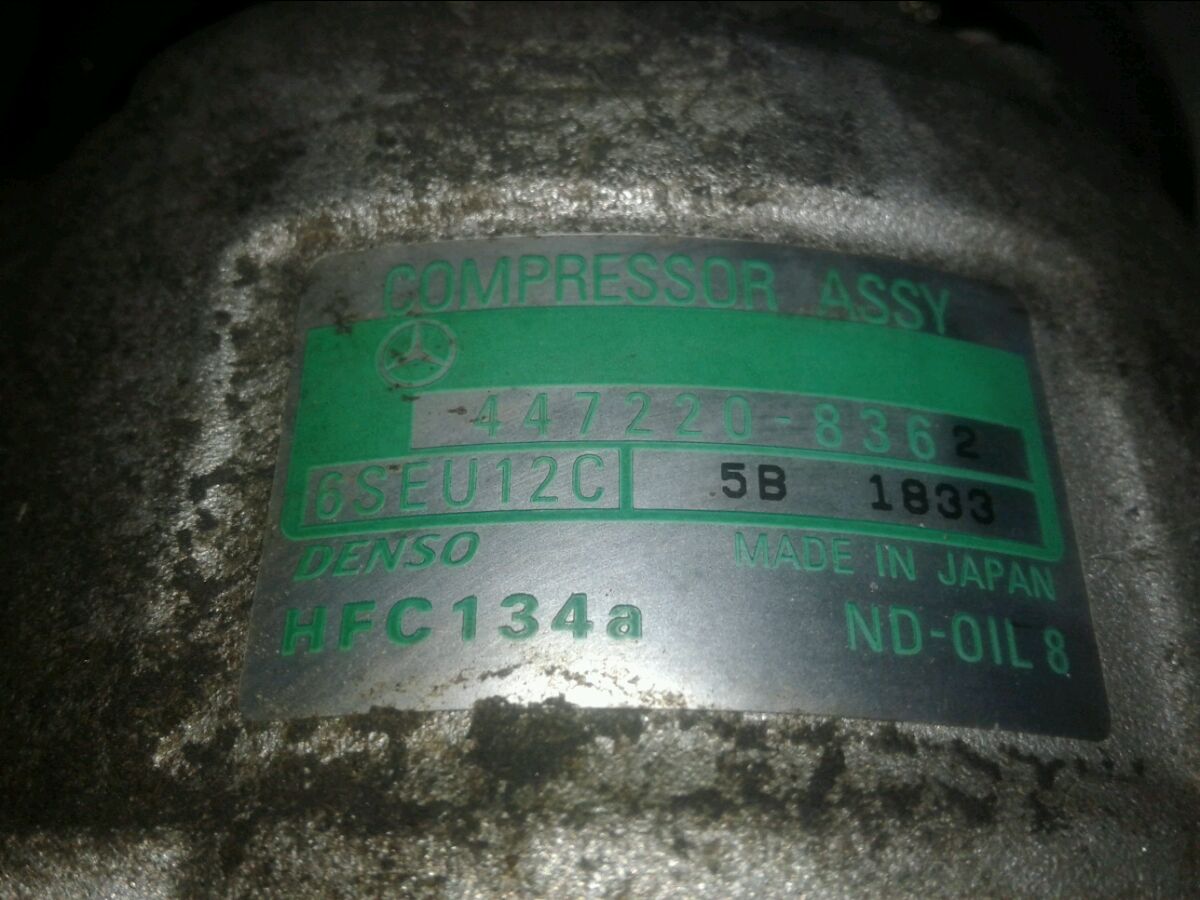 COMPRESSOR ASSY
447220-8362
6SEU12C 5B 1833
DENSO MADE IN JAPAN
HFC134a ND-OIL 8